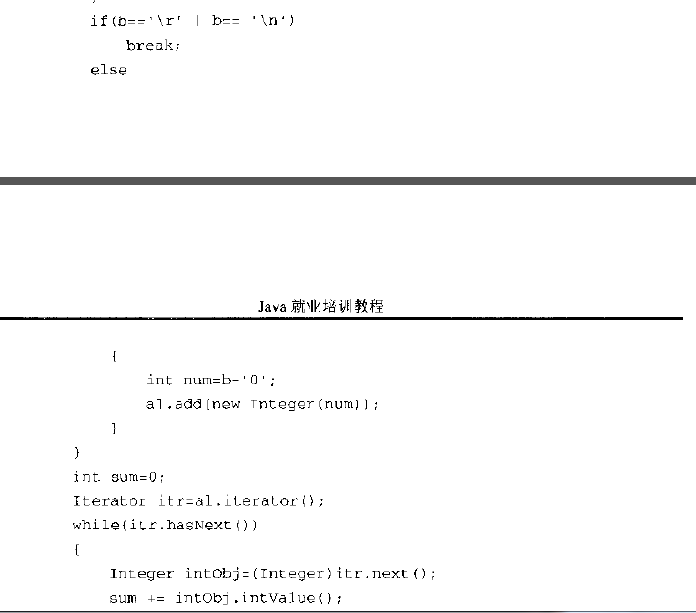 if(b=='\r' | b== '\n')
break;
else
Java 就业培训教程
{
int num=b-'0';
al.add(new Integer(num));
}
}
int sum=0;
Iterator itr=al.iterator();
while(itr.hasNext())
{
Integer intObj=(Integer)itr.next();
sum += intObj.intValue();